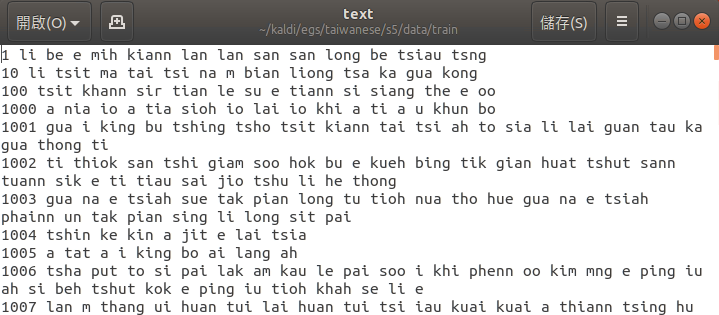 開啟(O)
text
~/kaldi/egs/taiwanese/s5/data/train
儲存(S)
1 li be e mih kiann lan lan san san long be tsiau tsng
10 li tsit ma tai tsi na m bian liong tsa ka gua kong
100 tsit khann sir tian le su e tiann si siang the e oo
1000 a nia io a tia sioh io lai io khi a ti a u khun bo
1001 gua i king bu tshing tsho tsit kiann tai tsi ah to sia li lai guan tau ka
gua thong ti
1002 ti thiok san tshi giam soo hok bu e kueh bing tik gian huat tshut sann
tuann sik e ti tiau sai jio tshu li he thong
1003 gua na e tsiah sue tak pian long tu tioh nua tho hue gua na e tsiah
phainn un tak pian sing li long sit pai
1004 tshin ke kin a jit e lai tsia
1005 a tat a i king bo ai lang ah
1006 tsha put to si pai lak am kau le pai soo i khi phenn oo kim mng e ping iu
ah si beh tshut kok e ping iu tioh khah se li e
1007 lan m thang ui huan tui lai huan tui tsi iau kuai kuai a thiann tsing hu